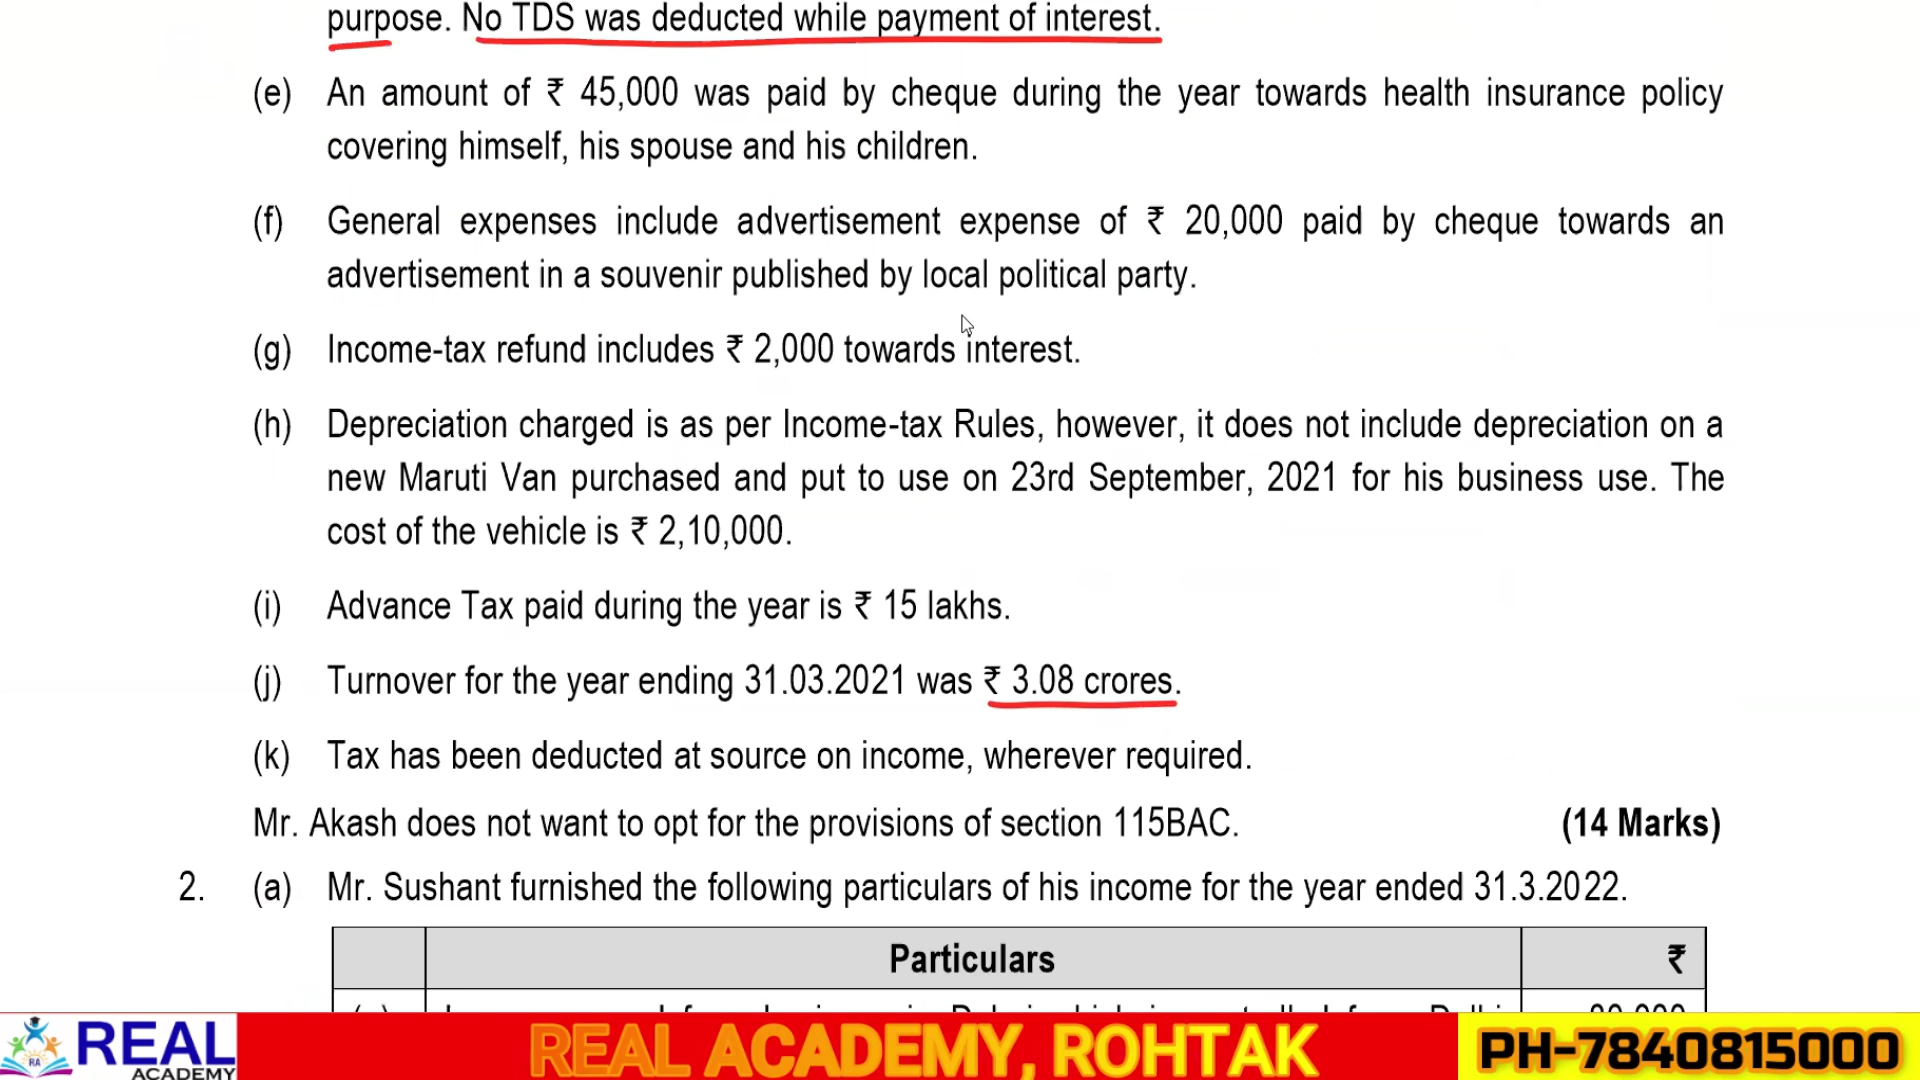 purpose. No TDS was deducted while payment of interest.
(e) An amount of ₹ 45,000 was paid by cheque during the year towards health insurance policy
covering himself, his spouse and his children.
(f) General expenses include advertisement expense of ₹ 20,000 paid by cheque towards an
advertisement in a souvenir published by local political party.
(g) Income-tax refund includes ₹ 2,000 towards interest.
(h) Depreciation charged is as per Income-tax Rules, however, it does not include depreciation on a
new Maruti Van purchased and put to use on 23rd September, 2021 for his business use. The
cost of the vehicle is ₹ 2,10,000.
(i) Advance Tax paid during the year is ₹ 15 lakhs.
(j) Turnover for the year ending 31.03.2021 was ₹ 3.08 crores.
(k) Tax has been deducted at source on income, wherever required.
Mr. Akash does not want to opt for the provisions of section 115BAC. (14 Marks)
2. (a) Mr. Sushant furnished the following particulars of his income for the year ended 31.3.2022.
Particulars ₹
RA REAL ACADEMY
REAL ACADEMY, ROHTAK
PH-7840815000